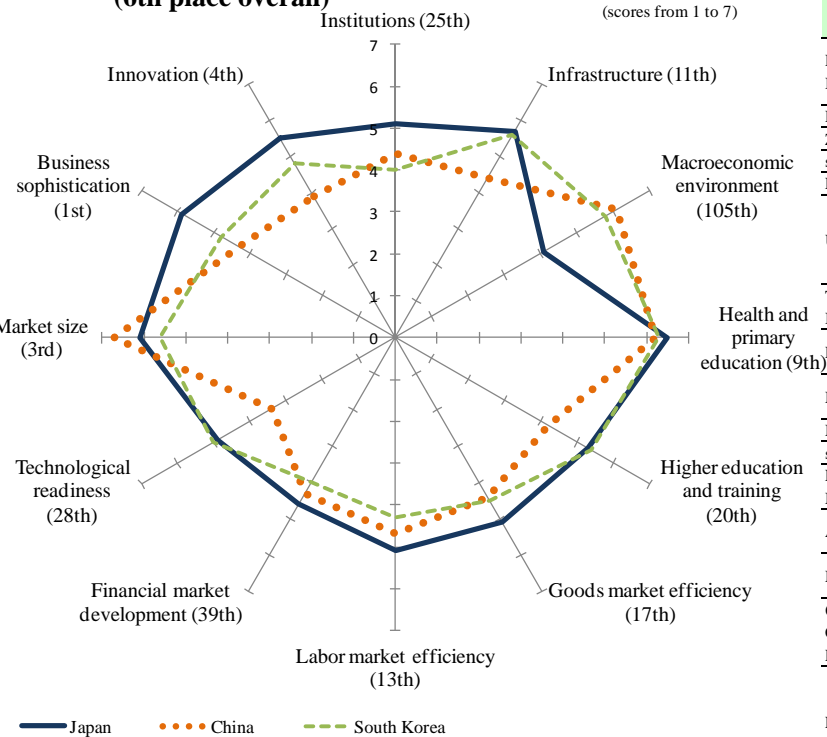 (6th place overall)
(scores from 1 to 7)
Institutions (25th)
7
6
5
4
3
2
1
0
Innovation (4th)
Infrastructure (11th)
Business
sophistication
(1st)
Macroeconomic
environment
(105th)
Market size
(3rd)
Health and
primary
education (9th)
Technological
readiness
(28th)
Higher education
and training
(20th)
Financial market
development (39th)
Goods market efficiency
(17th)
Labor market efficiency
(13th)
Japan
China
South Korea